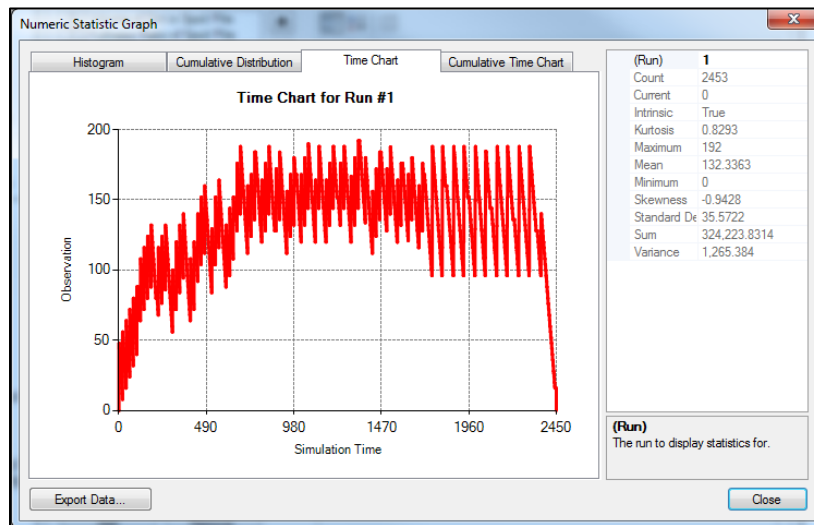 Numeric Statistic Graph
Histogram
Cumulative Distribution
Time Chart
Cumulative Time Chart
Time Chart for Run #1
200
150
100
50
0
Observation
0 490 980 1470 1960 2450
Simulation Time
(Run) 1
Count 2453
Current 0
Intrinsic True
Kurtosis 0.8293
Maximum 192
Mean 132.3363
Minimum 0
Skewness -0.9428
Standard De 35.5722
Sum 324,223.8314
Variance 1,265.384
(Run)
The run to display statistics for.
Export Data...
Close